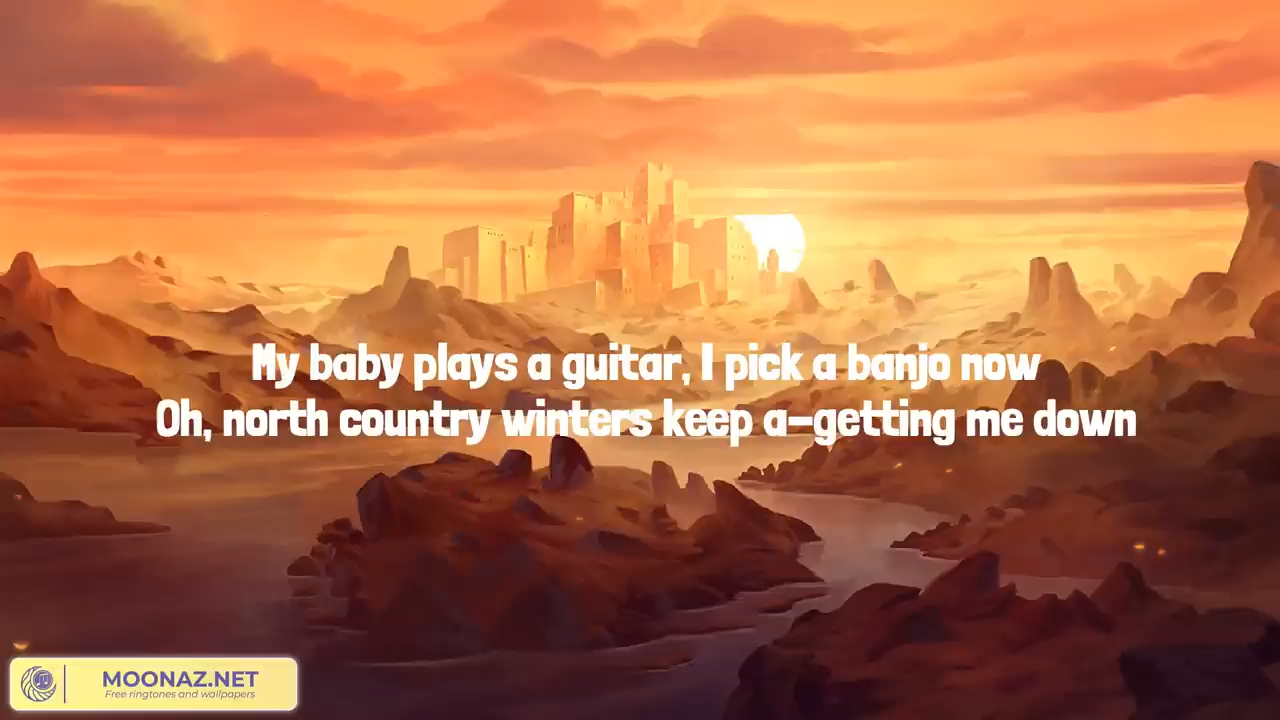 My baby plays a guitar, I pick a banjo now
Oh, north country winters keep a-getting me down
MOONAZ.NET
Free ringtones and wallpapers